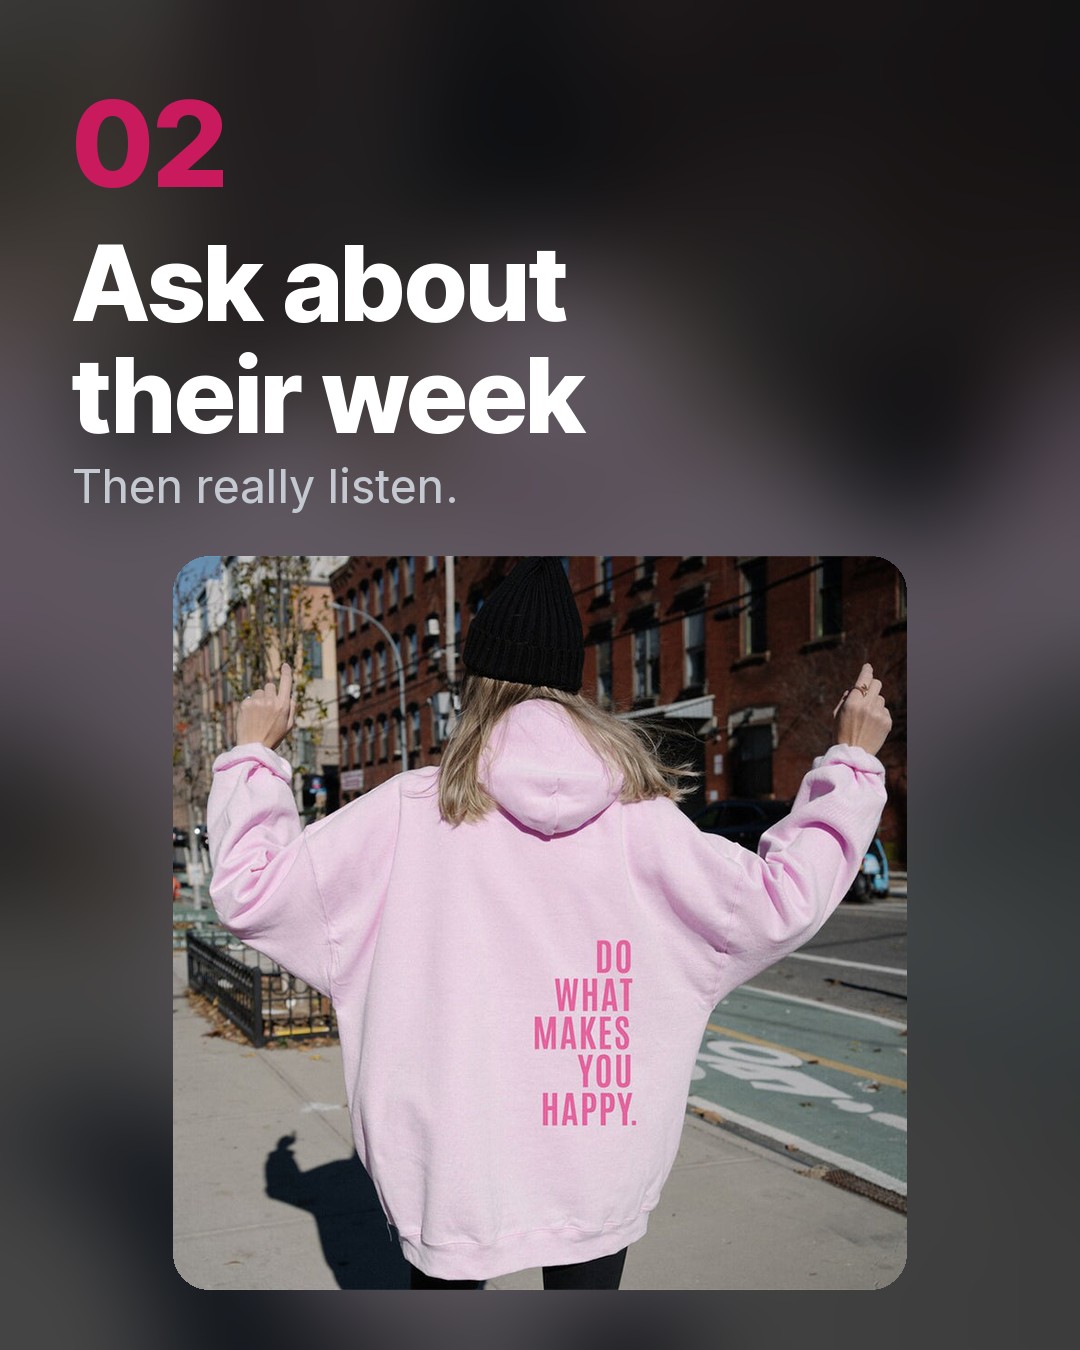 02
Ask about
their week
Then really listen.
DO
WHAT
MAKES
YOU
HAPPY.